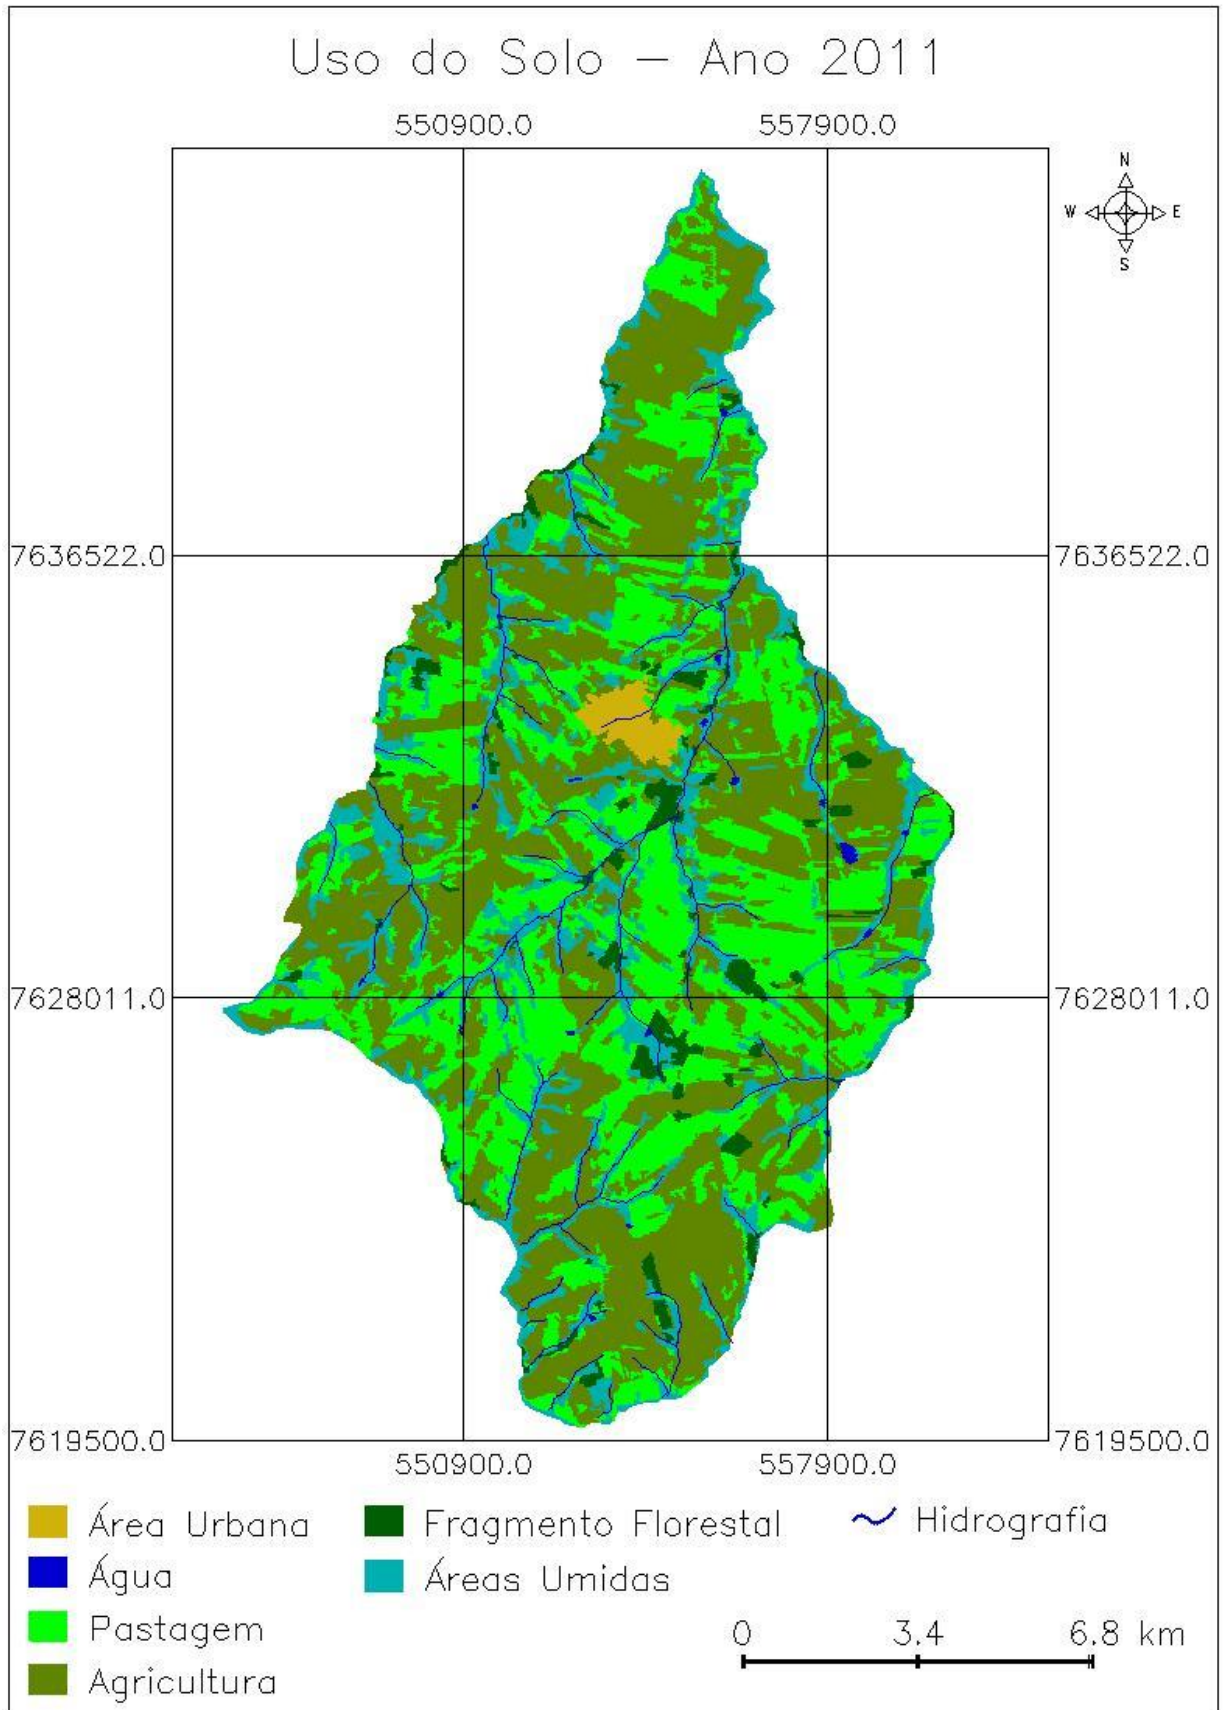 Uso do Solo – Ano 2011
550900.0 557900.0
N
W E
S
7636522.0 7636522.0
7628011.0 7628011.0
7619500.0 7619500.0
550900.0 557900.0
Área Urbana Fragmento Florestal Hidrografia
Água Áreas Umidas
Pastagem
0 3.4 6.8 km
Agricultura